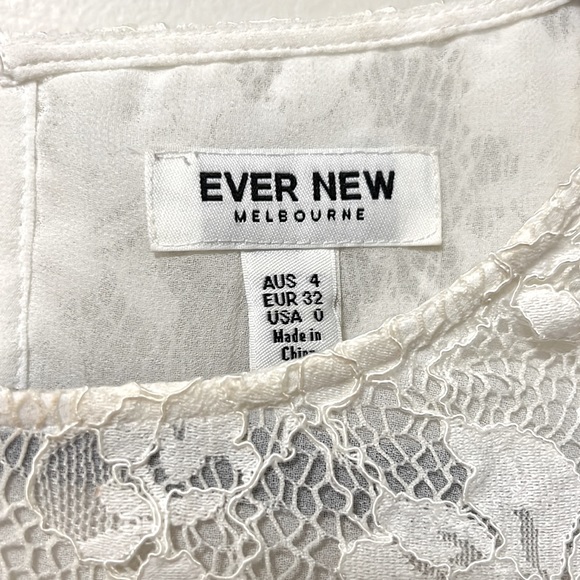 EVER NEW
MELBOURNE
AUS 4
EUR 32
USA 0
Made in
China